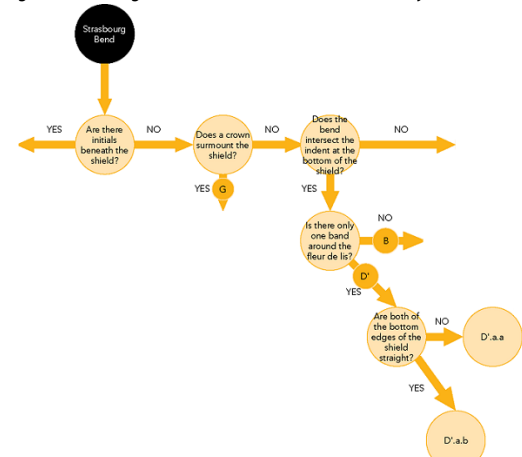 Strasbourg
Bend
YES
Are there
initials
beneath the
shield?
NO
Does a crown
surmount the
shield?
NO
Does the
bend
intersect the
indent at the
bottom of the
shield?
NO
YES
G
YES
Is there only
one band
around the
fleur de lis?
NO
B
D'
YES
Are both of
the bottom
edges of the
shield
straight?
NO
D'.a.a
YES
D'.a.b